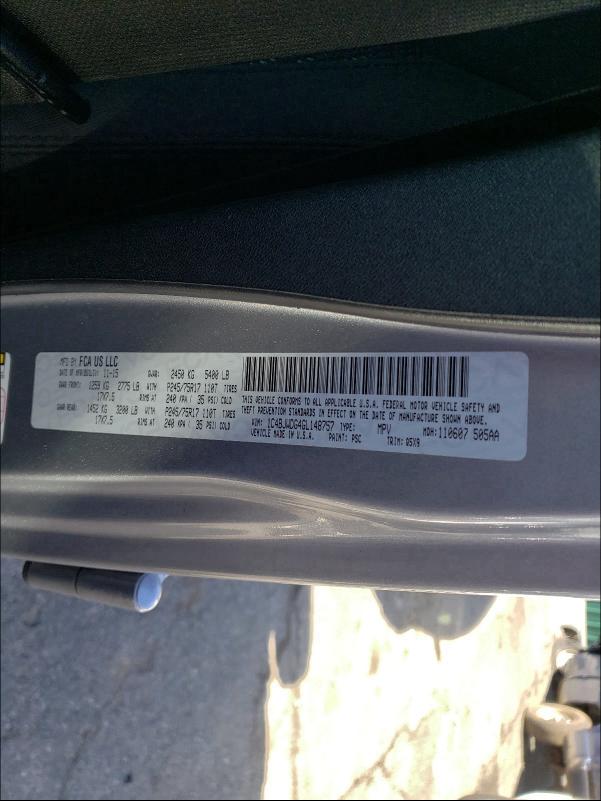 MFG BY: FCA US LLC
DATE OF MFR/DSGLCHY 11-15 GVWR: 2450 KG 5400 LB
GAWR FRONT: 1259 KG 2775 LB WITH P245/75R17 110T TIRES
17X7.5 RIMS AT 240 KPA ( 35 PSI) COLD
GAWR REAR: 1452 KG 3200 LB WITH P245/75R17 110T TIRES
17X7.5 RIMS AT 240 KPA ( 35 PSI) COLD
THIS VEHICLE CONFORMS TO ALL APPLICABLE U.S.A. FEDERAL MOTOR VEHICLE SAFETY AND
THEFT PREVENTION STANDARDS IN EFFECT ON THE DATE OF MANUFACTURE SHOWN ABOVE.
VIN: 1C4BJWDG4GL148757 TYPE: MPV MDH: 110607 505AA
VEHICLE MADE IN U.S.A. PAINT: PSC TRIM: Q5X9